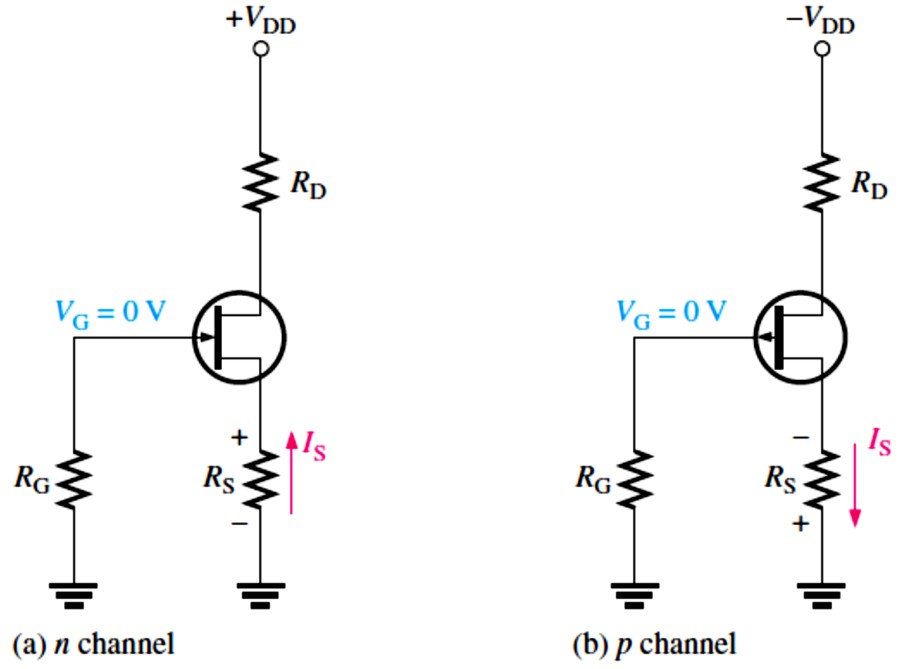 +VDD
RD
VG = 0 V
+
IS
RG
RS
–
(a) n channel
–VDD
RD
VG = 0 V
–
IS
RG
RS
+
(b) p channel